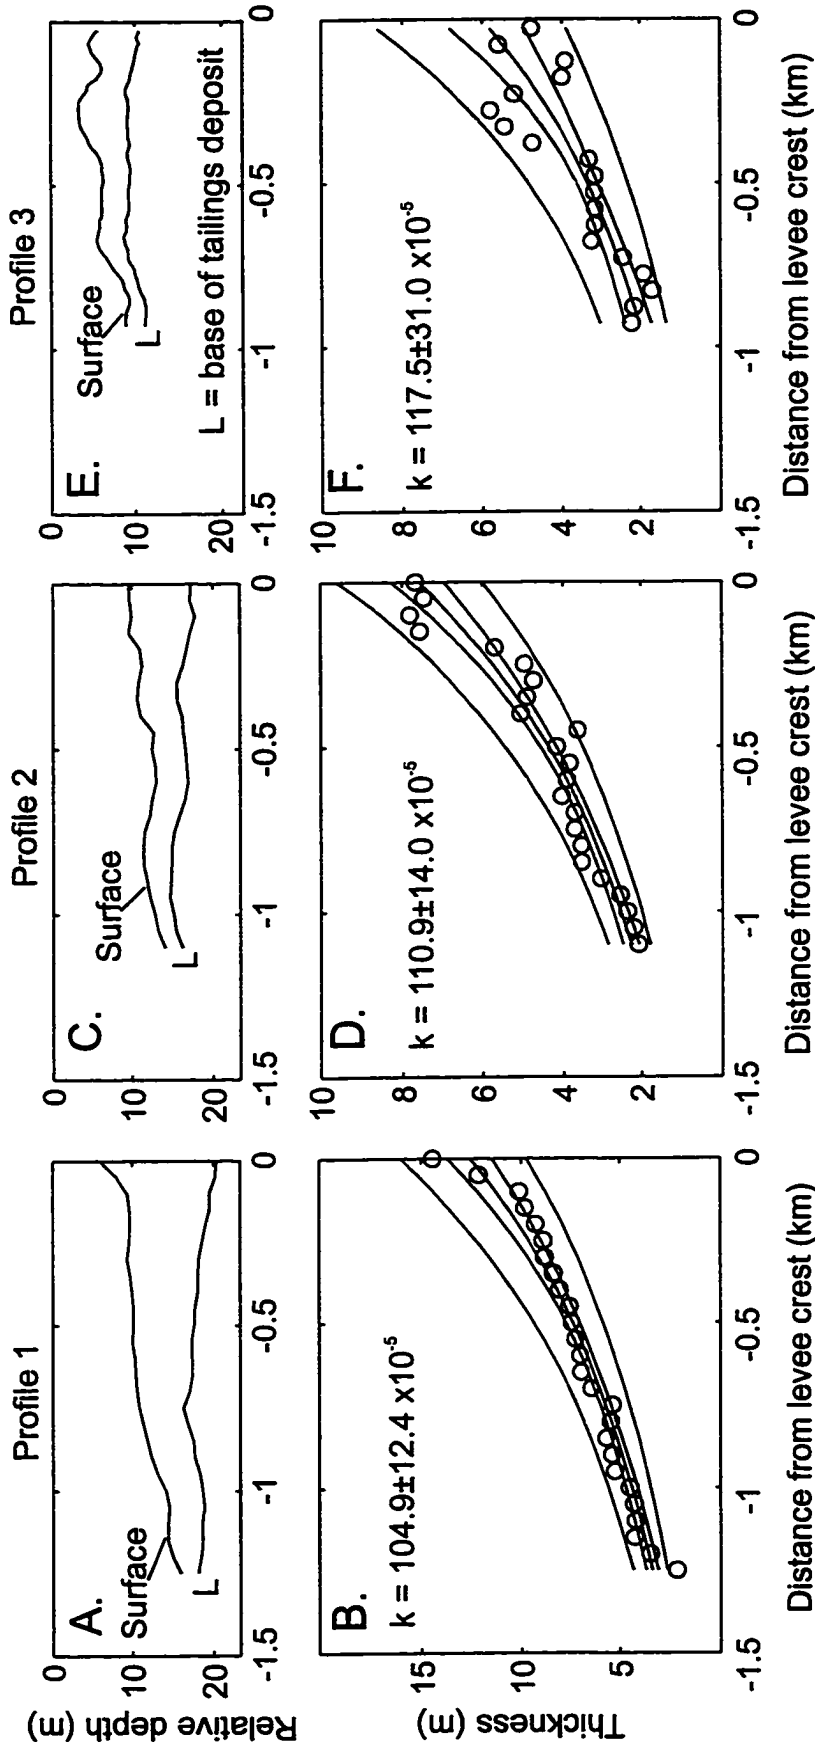 Profile 1
A.
Surface
L
0
10
20
Relative depth (m)
-1.5
-1
-0.5
0
Profile 2
C.
Surface
L
0
10
20
-1.5
-1
-0.5
0
Profile 3
E.
Surface
L
L = base of tailings deposit
0
10
20
-1.5
-1
-0.5
0
B.
k = 104.9±12.4 x10-5
15
10
5
Thickness (m)
-1.5
-1
-0.5
0
Distance from levee crest (km)
D.
k = 110.9±14.0 x10-5
10
8
6
4
2
-1.5
-1
-0.5
0
Distance from levee crest (km)
F.
k = 117.5±31.0 x10-5
10
8
6
4
2
-1.5
-1
-0.5
0
Distance from levee crest (km)